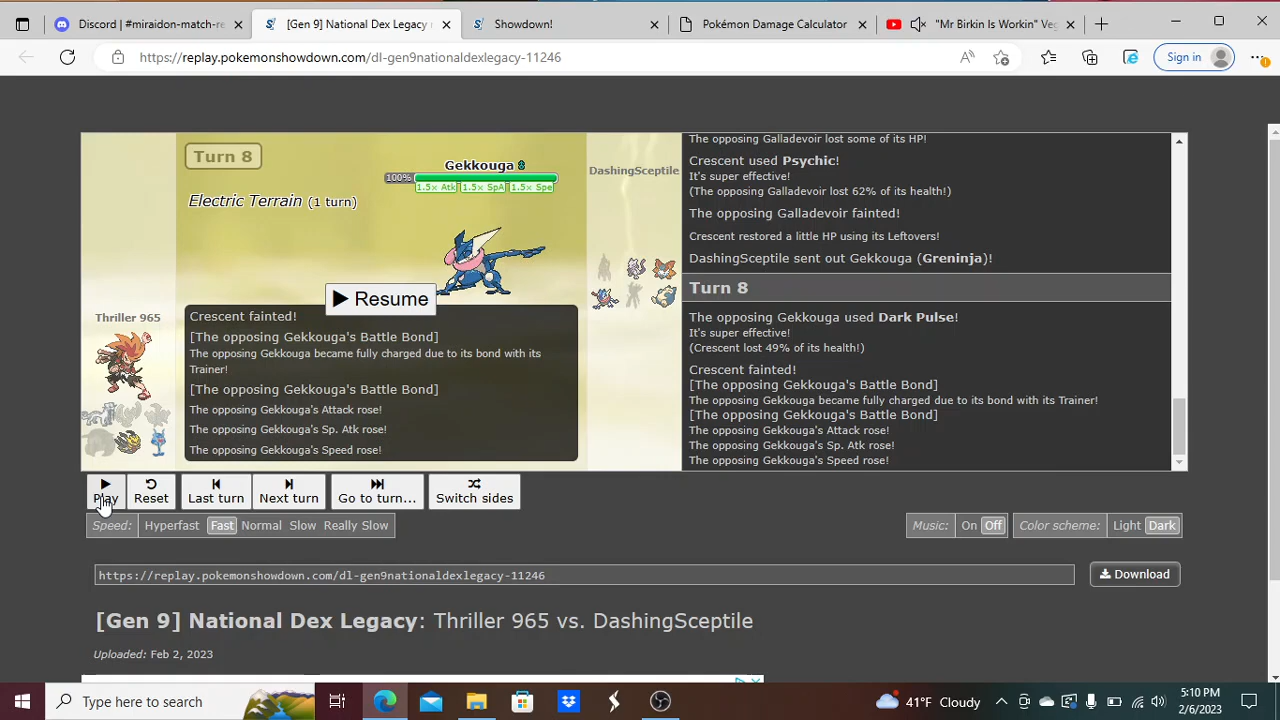 Discord | #miraidon-match-re
[Gen 9] National Dex Legacy
Showdown!
Pokémon Damage Calculator
"Mr Birkin Is Workin" Veg
https://replay.pokemonshowdown.com/dl-gen9nationaldexlegacy-11246
Sign in
Turn 8
Gekkouga 8
100%
1.5× Atk 1.5× SpA 1.5× Spe
Electric Terrain (1 turn)
DashingSceptile
Thriller 965
Resume
Crescent fainted!
[The opposing Gekkouga's Battle Bond]
The opposing Gekkouga became fully charged due to its bond with its
Trainer!
[The opposing Gekkouga's Battle Bond]
The opposing Gekkouga's Attack rose!
The opposing Gekkouga's Sp. Atk rose!
The opposing Gekkouga's Speed rose!
The opposing Galladevoir lost some of its HP!
Crescent used Psychic!
It's super effective!
(The opposing Galladevoir lost 62% of its health!)
The opposing Galladevoir fainted!
Crescent restored a little HP using its Leftovers!
DashingSceptile sent out Gekkouga (Greninja)!
Turn 8
The opposing Gekkouga used Dark Pulse!
It's super effective!
(Crescent lost 49% of its health!)
Crescent fainted!
[The opposing Gekkouga's Battle Bond]
The opposing Gekkouga became fully charged due to its bond with its Trainer!
[The opposing Gekkouga's Battle Bond]
The opposing Gekkouga's Attack rose!
The opposing Gekkouga's Sp. Atk rose!
The opposing Gekkouga's Speed rose!
Play Reset Last turn Next turn Go to turn... Switch sides
Speed: Hyperfast Fast Normal Slow Really Slow
Music: On Off Color scheme: Light Dark
https://replay.pokemonshowdown.com/dl-gen9nationaldexlegacy-11246
Download
[Gen 9] National Dex Legacy: Thriller 965 vs. DashingSceptile
Uploaded: Feb 2, 2023
Type here to search
41°F Cloudy
5:10 PM
2/6/2023